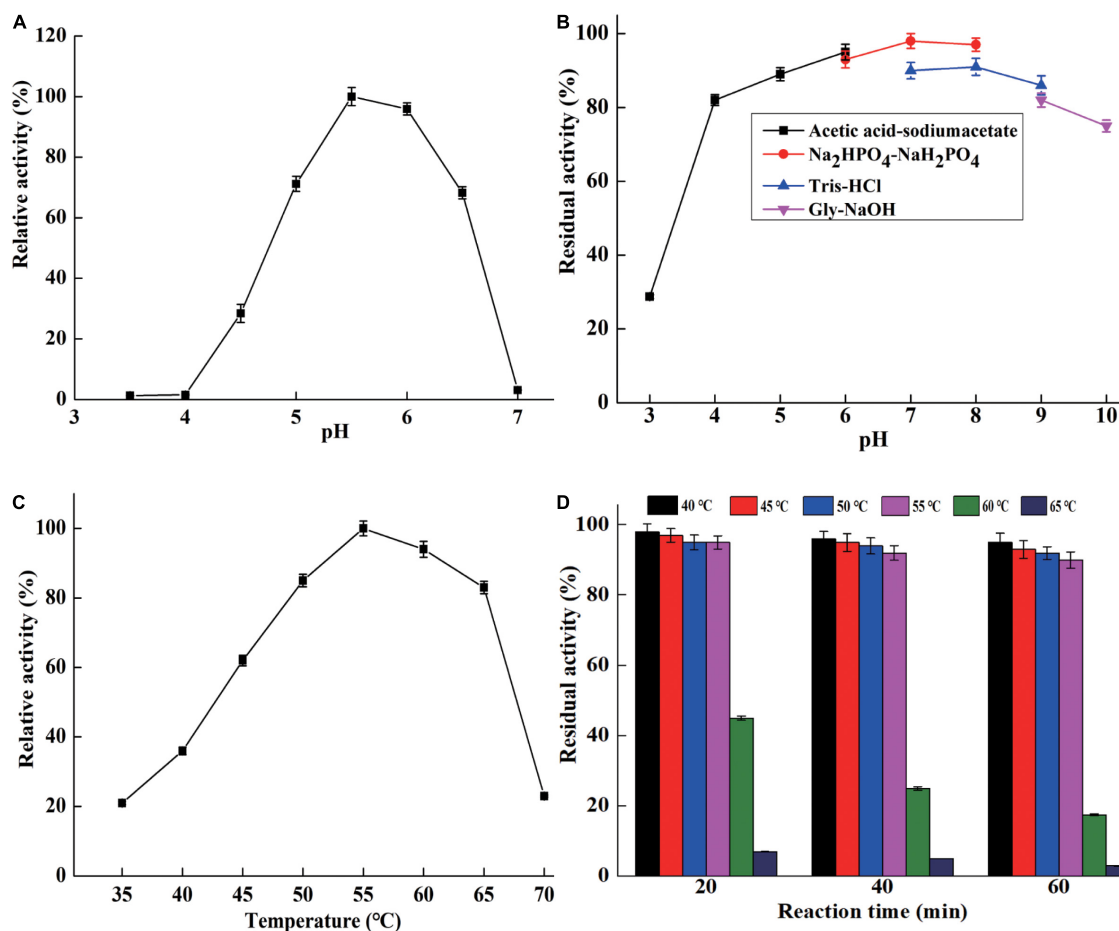 A
Relative activity (%)
120
100
80
60
40
20
0
3 4 5 6 7
pH
B
Residual activity (%)
100
80
60
40
20
0
Acetic acid-sodiumacetate
Na₂HPO₄-NaH₂PO₄
Tris-HCl
Gly-NaOH
3 4 5 6 7 8 9 10
pH
C
Relative activity (%)
100
80
60
40
20
0
35 40 45 50 55 60 65 70
Temperature (℃)
D
40 ℃ 45 ℃ 50 ℃ 55 ℃ 60 ℃ 65 ℃
Residual activity (%)
100
80
60
40
20
0
20 40 60
Reaction time (min)